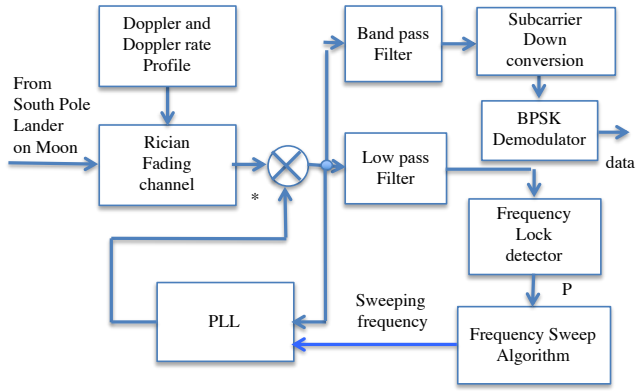 Doppler and
Doppler rate
Profile
Band pass
Filter
Subcarrier
Down
conversion
From
South Pole
Lander
on Moon
Rician
Fading
channel
*
Low pass
Filter
BPSK
Demodulator
data
Frequency
Lock
detector
P
PLL
Sweeping
frequency
Frequency Sweep
Algorithm